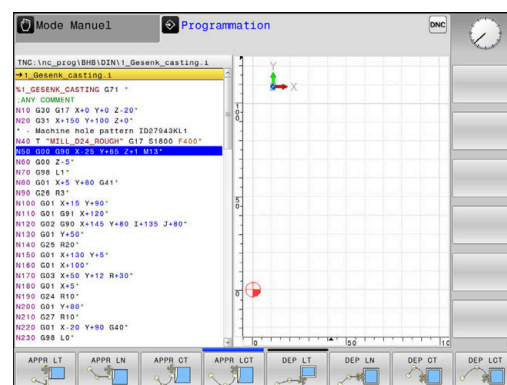 Mode Manuel
Programmation
DNC
TNC:\nc_prog\BHB\DIN\1_Gesenk_casting.i
→1_Gesenk_casting.i
%1_GESENK_CASTING G71 *
;ANY COMMENT
N10 G30 G17 X+0 Y+0 Z-20*
N20 G31 X+150 Y+100 Z+0*
* - Machine hole pattern ID27943KL1
N40 T "MILL_D24_ROUGH" G17 S1800 F400*
N50 G00 G90 X-25 Y+65 Z+1 M13*
N60 G00 Z-5*
N70 G98 L1*
N80 G01 X+5 Y+80 G41*
N90 G26 R3*
N100 G01 X+15 Y+90*
N110 G01 G91 X+120*
N120 G02 G90 X+145 Y+80 I+135 J+80*
N130 G01 Y+50*
N140 G25 R20*
N150 G01 X+130 Y+5*
N160 G01 X+100*
N170 G03 X+50 Y+12 R+30*
N180 G01 X+5*
N190 G24 R10*
N200 G01 Y+80*
N210 G27 R10*
N220 G01 X-20 Y+90 G40*
N230 G98 L0*
Y
X
100
50
0
0
50
10
APPR LT
APPR LN
APPR CT
APPR LCT
DEP LT
DEP LN
DEP CT
DEP LCT